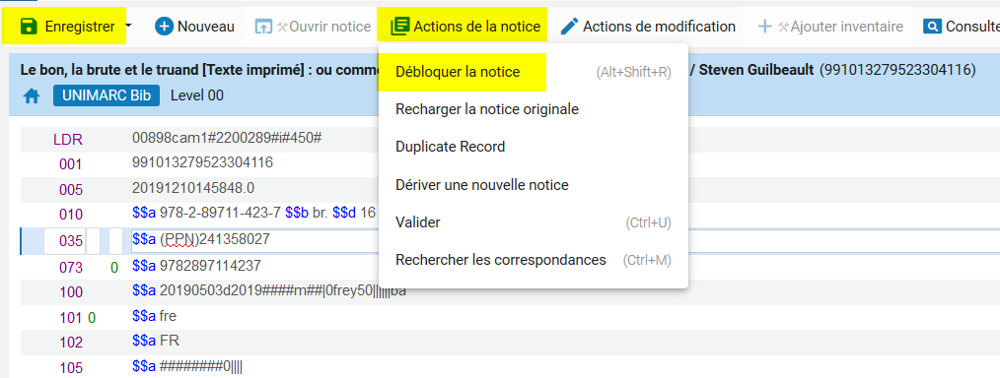 Enregistrer Nouveau Ouvrir notice Actions de la notice Actions de modification Ajouter inventaire Consulte
Le bon, la brute et le truand [Texte imprimé] : ou comme / Steven Guilbeault (991013279523304116)
UNIMARC Bib Level 00
Débloquer la notice (Alt+Shift+R)
Recharger la notice originale
Duplicate Record
Dériver une nouvelle notice
Valider (Ctrl+U)
Rechercher les correspondances (Ctrl+M)
LDR 00898cam1#2200289#i#450#
001 991013279523304116
005 20191210145848.0
010 $$a 978-2-89711-423-7 $$b br. $$d 16
035 $$a (PPN)241358027
073 0 $$a 9782897114237
100 $$a 20190503d2019####m##|0frey50||||||ba
101 0 $$a fre
102 $$a FR
105 $$a ########0||||